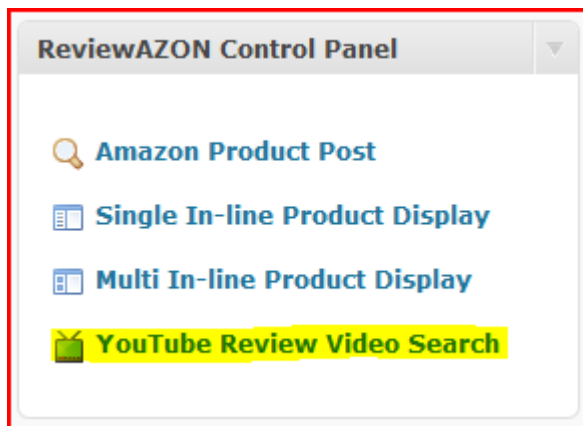 ReviewAZON Control Panel
Amazon Product Post
Single In-line Product Display
Multi In-line Product Display
YouTube Review Video Search